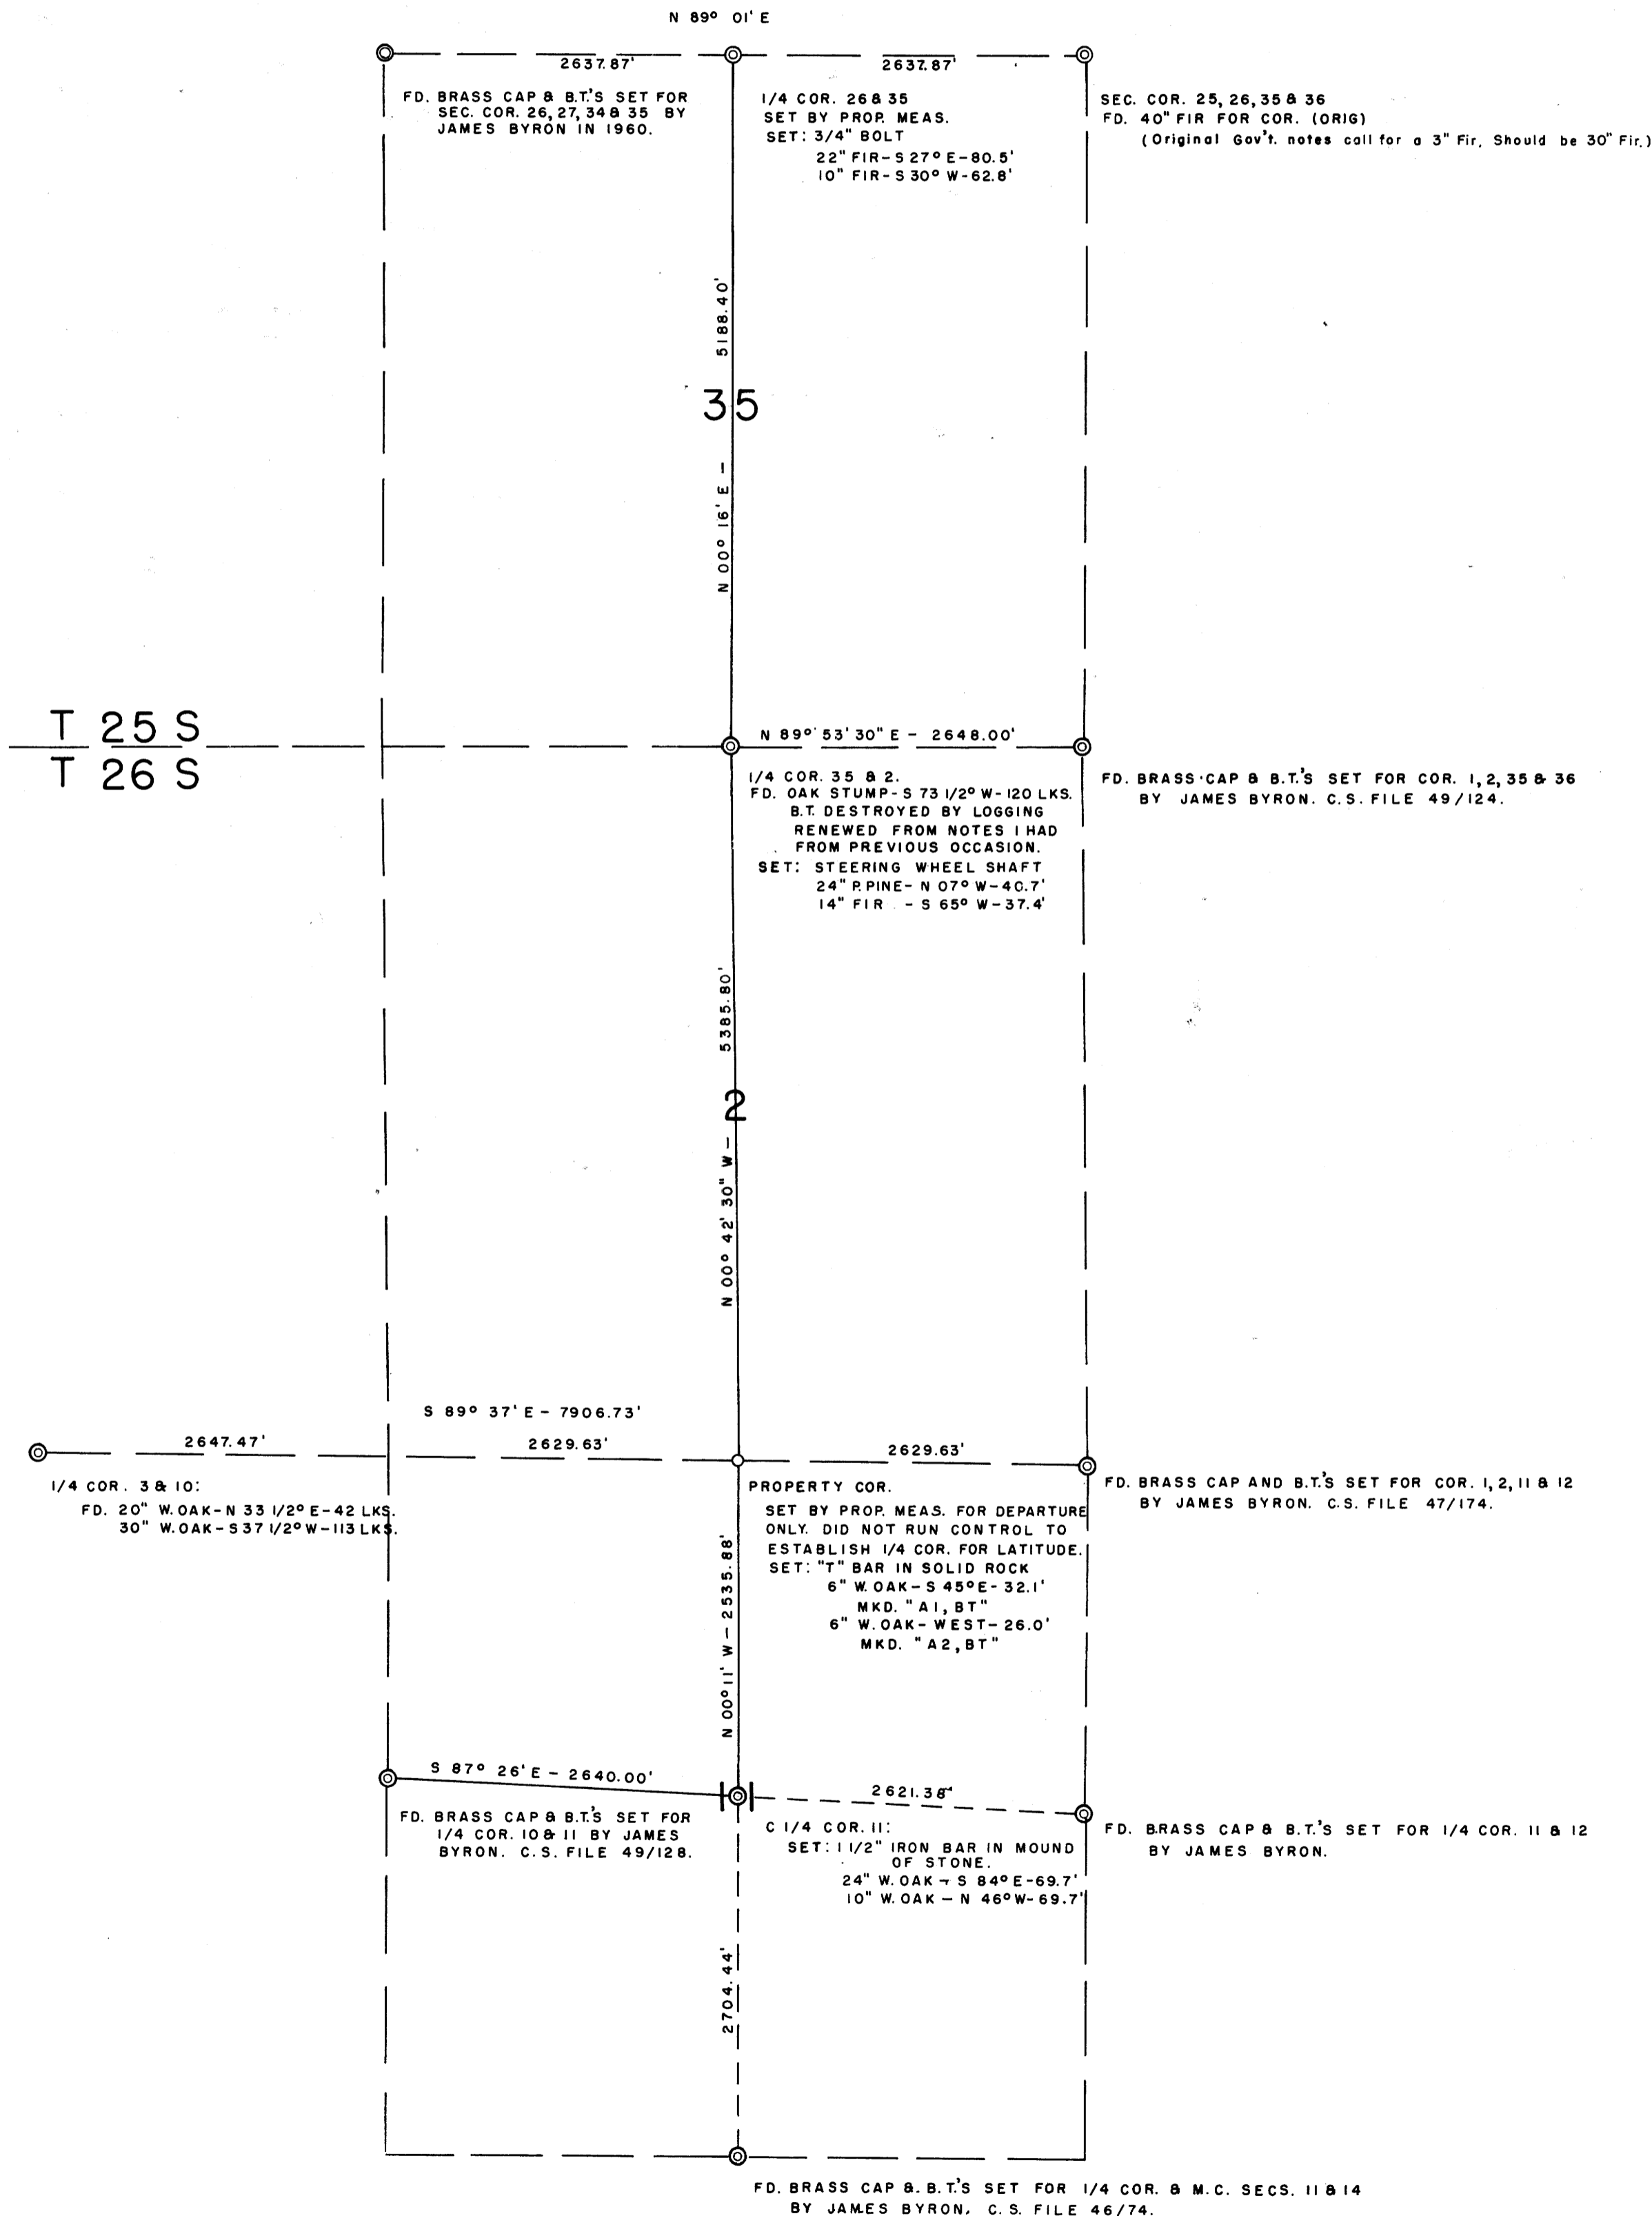 N 89° 01' E
2637.87'
2637.87'
FD. BRASS CAP & B.T.'S SET FOR
SEC. COR. 26, 27, 34 & 35 BY
JAMES BYRON IN 1960.
1/4 COR. 26 & 35
SET BY PROP. MEAS.
SET: 3/4" BOLT
22" FIR - S 27° E - 80.5'
10" FIR - S 30° W - 62.8'
SEC. COR. 25, 26, 35 & 36
FD. 40" FIR FOR COR. (ORIG)
(Original Gov't. notes call for a 3" Fir, Should be 30" Fir.)
5188.40'
35
N 00° 16' E -
T 25 S
T 26 S
N 89° 53' 30" E - 2648.00'
1/4 COR. 35 & 2.
FD. OAK STUMP - S 73 1/2° W - 120 LKS.
B.T. DESTROYED BY LOGGING
RENEWED FROM NOTES I HAD
FROM PREVIOUS OCCASION.
SET: STEERING WHEEL SHAFT
24" P. PINE - N 07° W - 40.7'
14" FIR - S 65° W - 37.4'
FD. BRASS CAP & B.T.'S SET FOR COR. 1, 2, 35 & 36
BY JAMES BYRON. C.S. FILE 49/124.
5385.80'
2
N 00° 42' 30" W -
S 89° 37' E - 7906.73'
2647.47'
2629.63'
2629.63'
1/4 COR. 3 & 10:
FD. 20" W. OAK - N 33 1/2° E - 42 LKS.
30" W. OAK - S 37 1/2° W - 113 LKS.
PROPERTY COR.
SET BY PROP. MEAS. FOR DEPARTURE
ONLY. DID NOT RUN CONTROL TO
ESTABLISH 1/4 COR. FOR LATITUDE.
SET: "T" BAR IN SOLID ROCK
6" W. OAK - S 45° E - 32.1'
MKD. "A1, BT"
6" W. OAK - WEST - 26.0'
MKD. "A2, BT"
FD. BRASS CAP AND B.T.'S SET FOR COR. 1, 2, 11 & 12
BY JAMES BYRON. C.S. FILE 47/174.
N 00° 11' W - 2535.88'
S 87° 26' E - 2640.00'
2621.38'
FD. BRASS CAP & B.T.'S SET FOR
1/4 COR. 10 & 11 BY JAMES
BYRON. C.S. FILE 49/128.
C 1/4 COR. 11:
SET: 1 1/2" IRON BAR IN MOUND
OF STONE.
24" W. OAK - S 84° E - 69.7'
10" W. OAK - N 46° W - 69.7'
FD. BRASS CAP & B.T.'S SET FOR 1/4 COR. 11 & 12
BY JAMES BYRON.
2704.44'
FD. BRASS CAP & B.T.'S SET FOR 1/4 COR. & M.C. SECS. 11 & 14
BY JAMES BYRON. C.S. FILE 46/74.